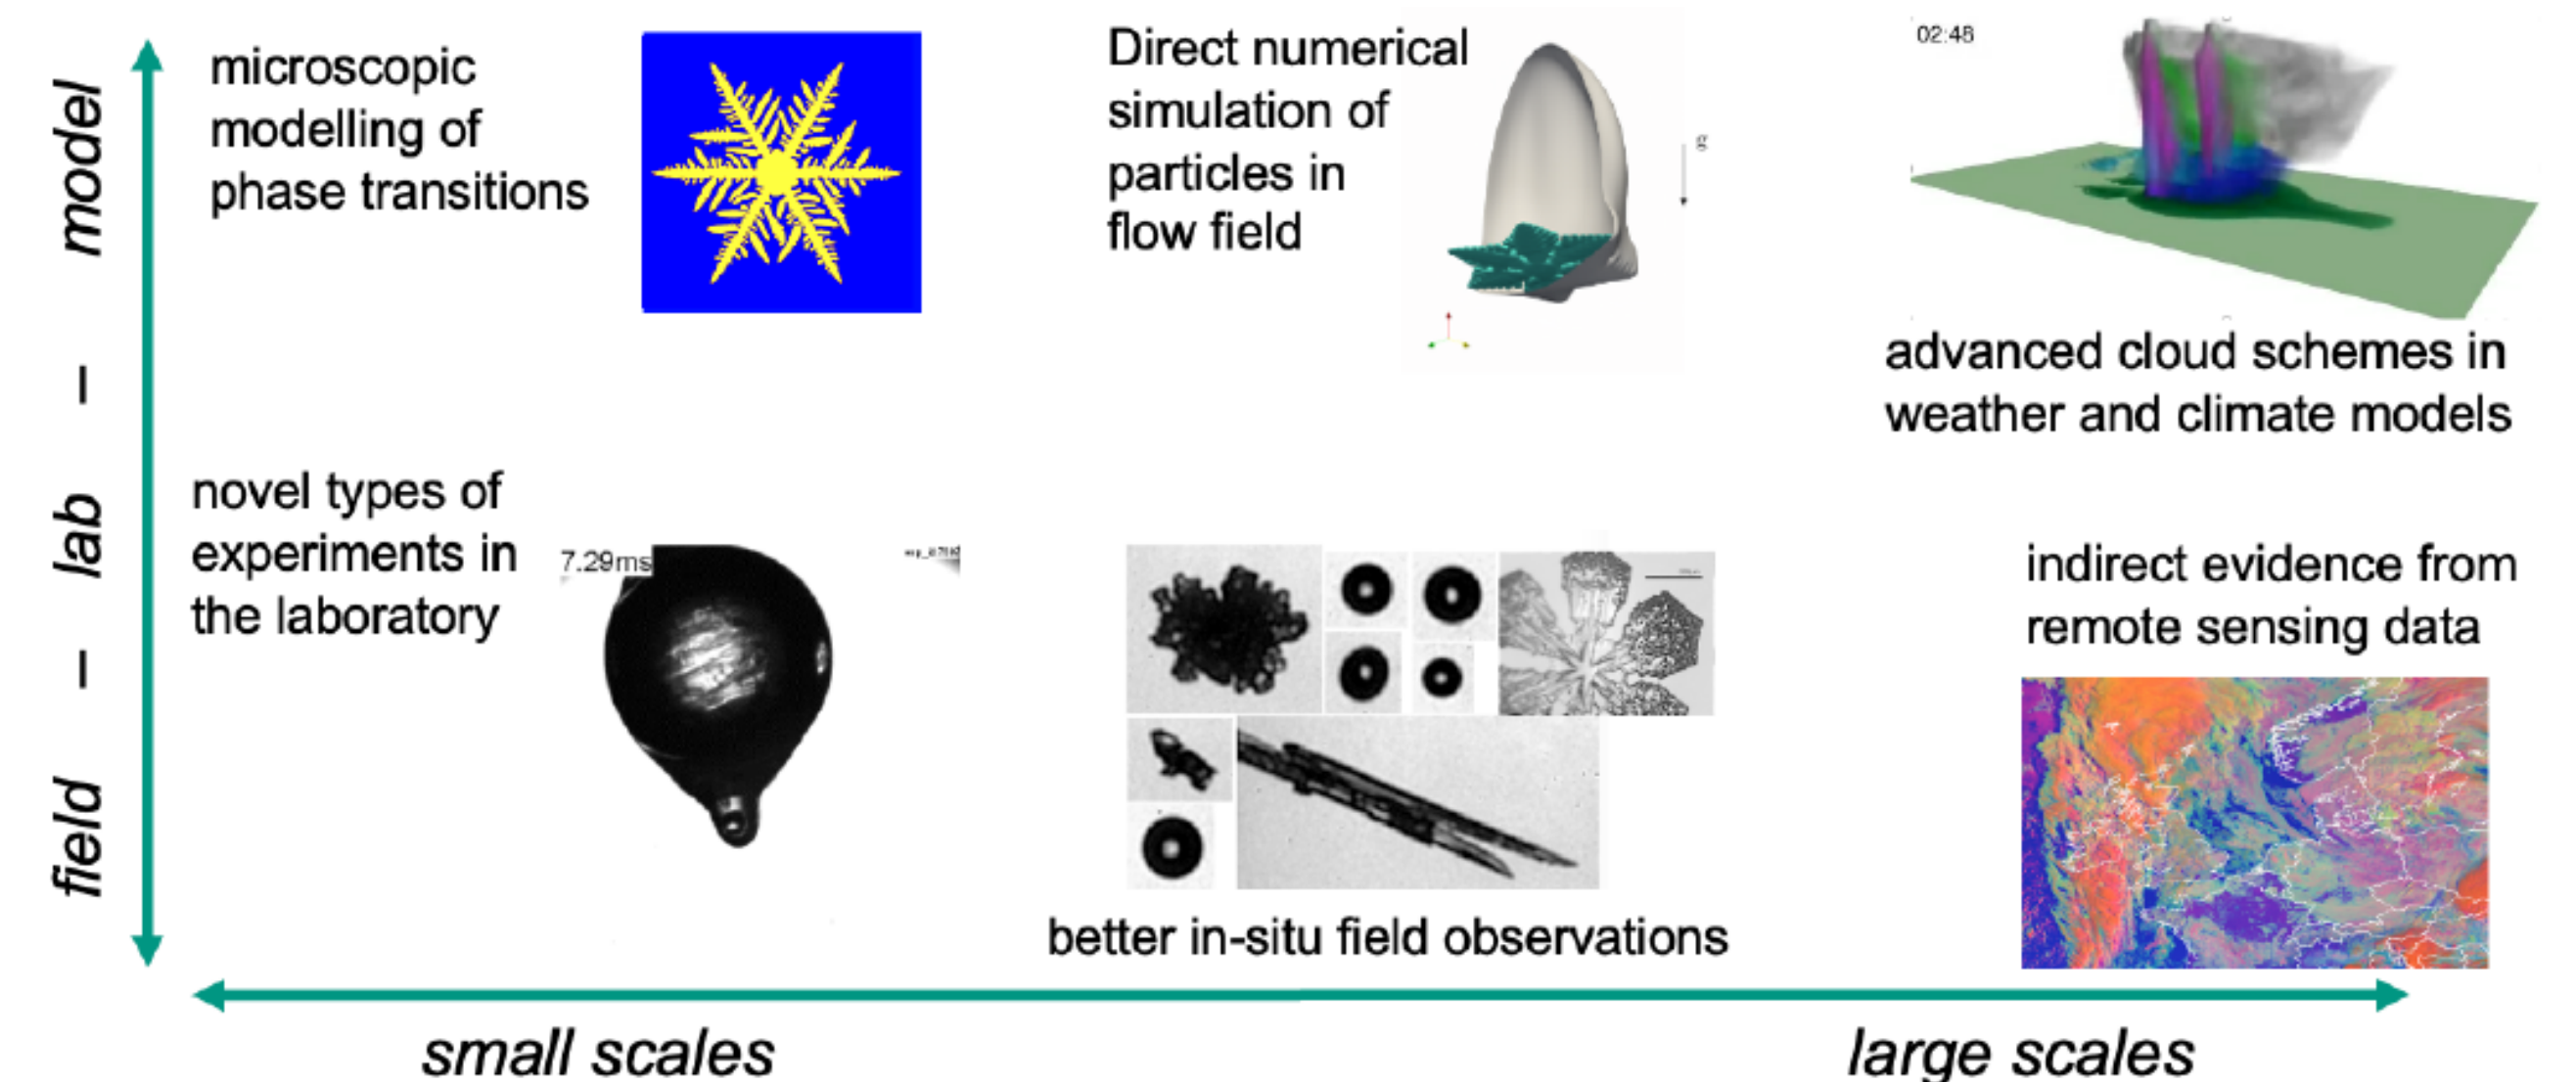 model
–
lab
–
field
microscopic
modelling of
phase transitions
Direct numerical
simulation of
particles in
flow field
g
02:48
advanced cloud schemes in
weather and climate models
novel types of
experiments in
the laboratory
7.29ms
better in-situ field observations
indirect evidence from
remote sensing data
small scales
large scales